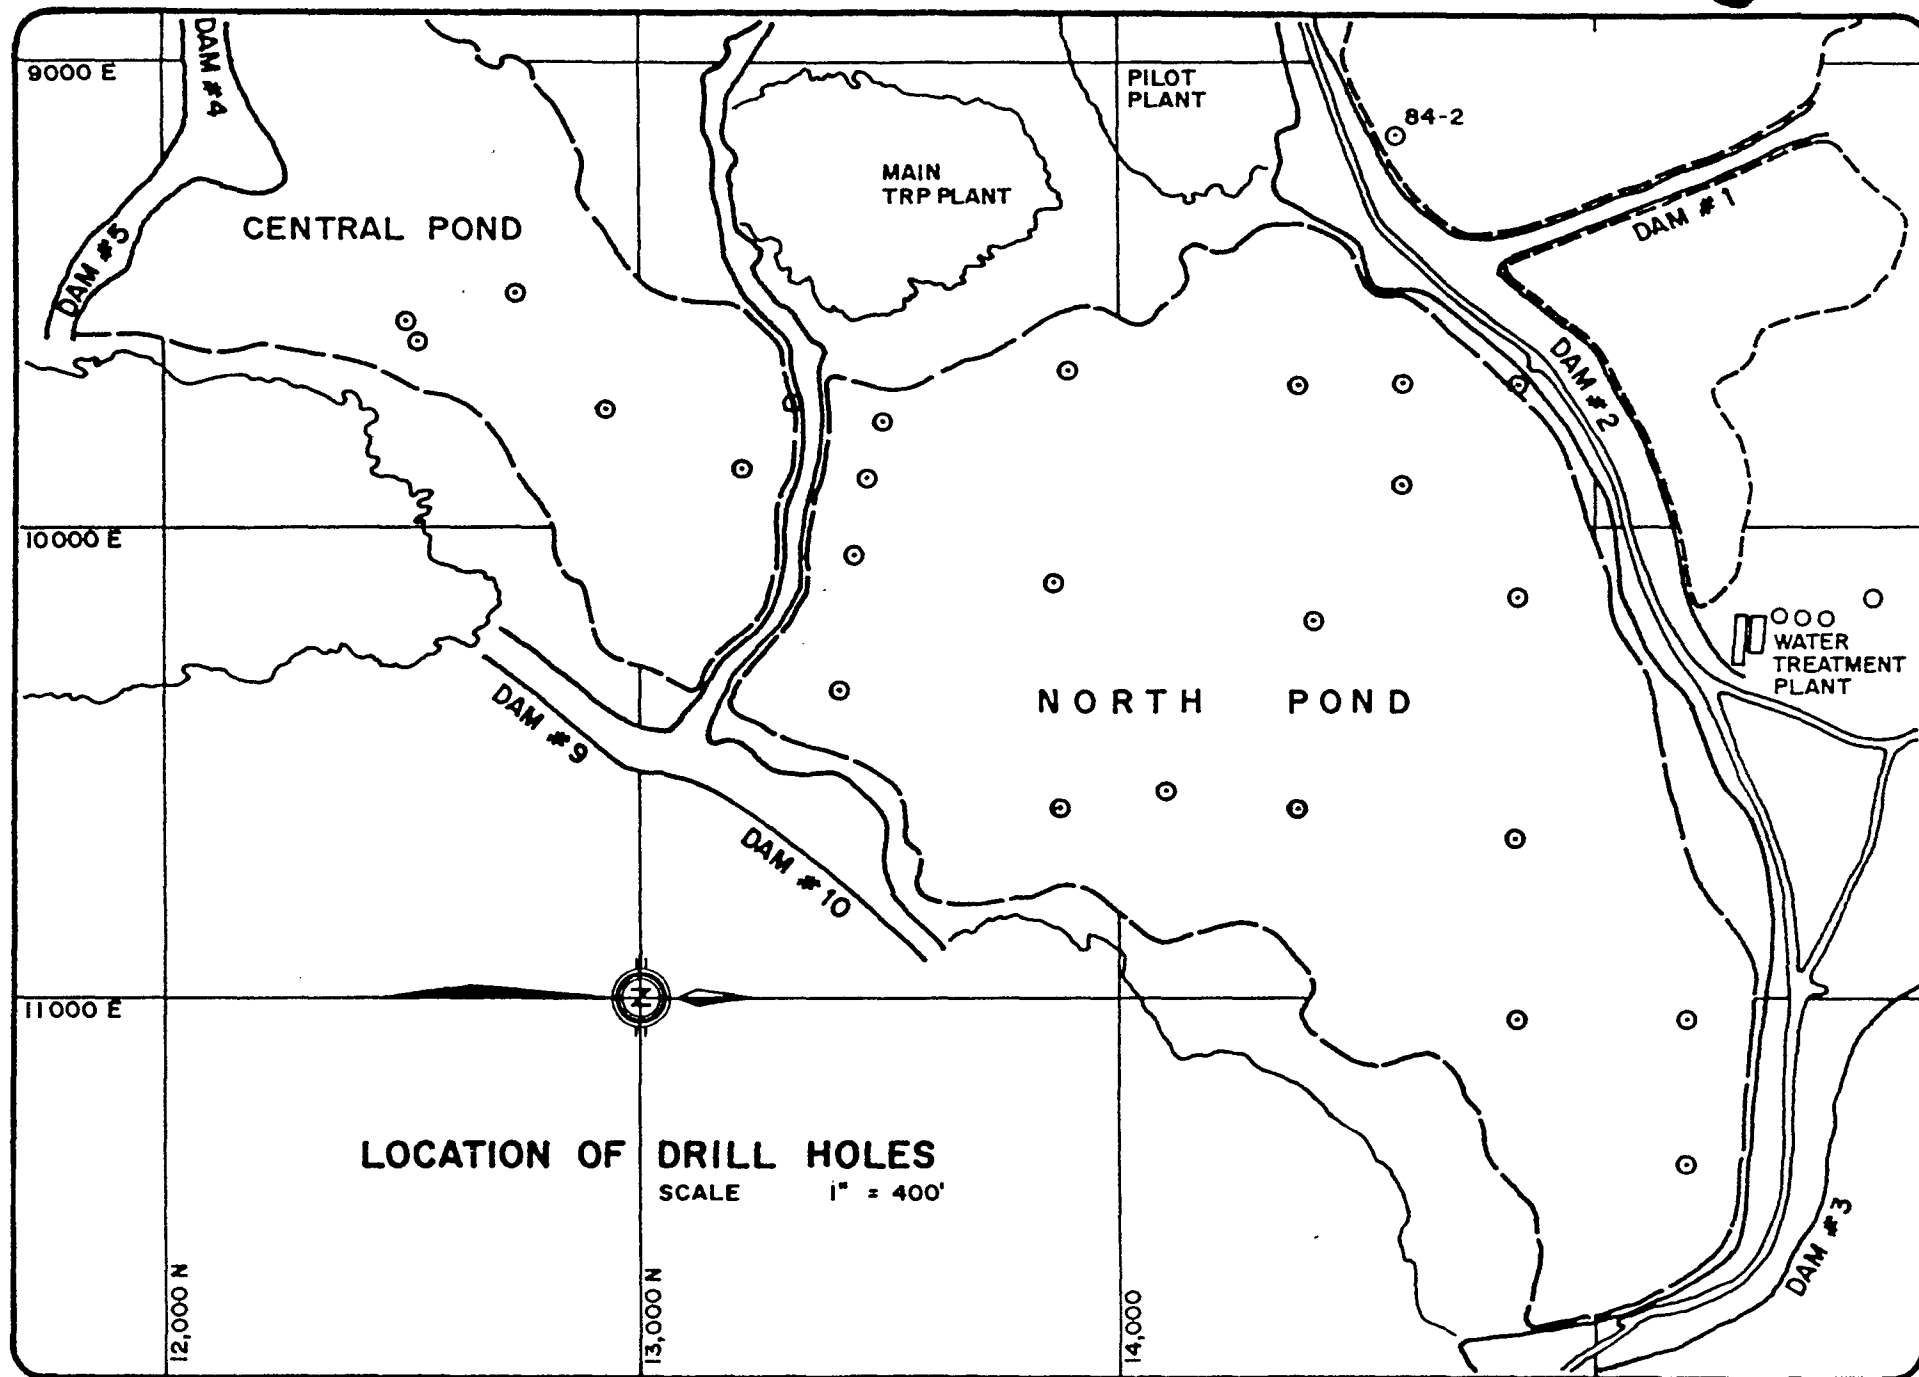 9000 E
DAM #4
PILOT
PLANT
84-2
MAIN
TRP PLANT
DAM #1
CENTRAL POND
DAM #5
DAM #2
10000 E
WATER
TREATMENT
PLANT
NORTH POND
DAM #9
DAM #10
11000 E
N
LOCATION OF DRILL HOLES
SCALE 1" = 400'
DAM #3
12,000 N
13,000 N
14,000